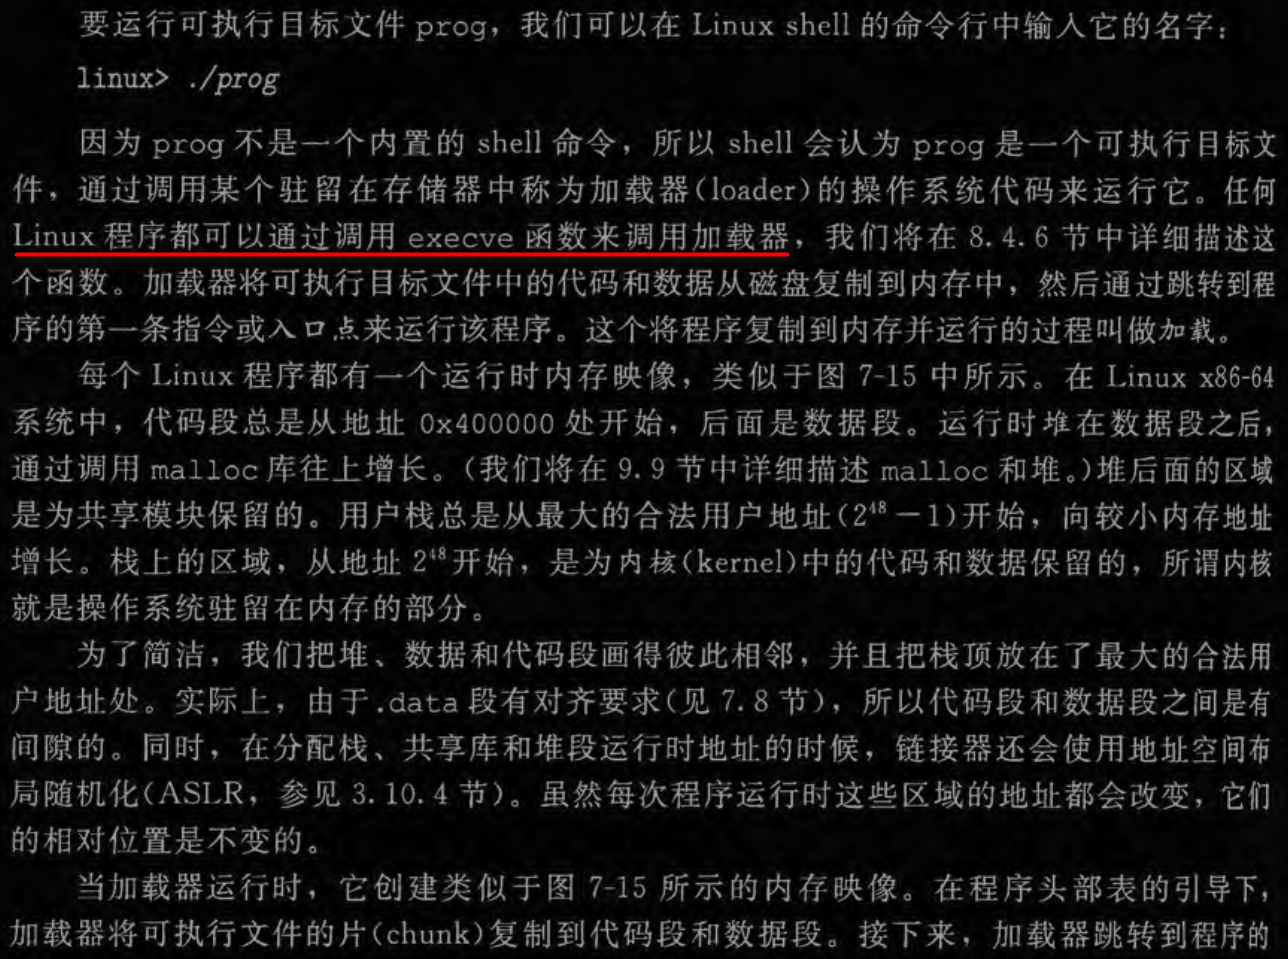 要运行可执行目标文件 prog，我们可以在 Linux shell 的命令行中输入它的名字：
linux> ./prog
因为 prog 不是一个内置的 shell 命令，所以 shell 会认为 prog 是一个可执行目标文
件，通过调用某个驻留在存储器中称为加载器(loader)的操作系统代码来运行它。任何
Linux 程序都可以通过调用 execve 函数来调用加载器，我们将在 8.4.6 节中详细描述这
个函数。加载器将可执行目标文件中的代码和数据从磁盘复制到内存中，然后通过跳转到程
序的第一条指令或入口点来运行该程序。这个将程序复制到内存并运行的过程叫做加载。
每个 Linux 程序都有一个运行时内存映像，类似于图 7-15 中所示。在 Linux x86-64
系统中，代码段总是从地址 0x400000 处开始，后面是数据段。运行时堆在数据段之后，
通过调用 malloc 库往上增长。(我们将在 9.9 节中详细描述 malloc 和堆。)堆后面的区域
是为共享模块保留的。用户栈总是从最大的合法用户地址(2⁴⁸－1)开始，向较小内存地址
增长。栈上的区域，从地址 2⁴⁸开始，是为内核(kernel)中的代码和数据保留的，所谓内核
就是操作系统驻留在内存的部分。
为了简洁，我们把堆、数据和代码段画得彼此相邻，并且把栈顶放在了最大的合法用
户地址处。实际上，由于.data 段有对齐要求(见 7.8 节)，所以代码段和数据段之间是有
间隙的。同时，在分配栈、共享库和堆段运行时地址的时候，链接器还会使用地址空间布
局随机化(ASLR，参见 3.10.4 节)。虽然每次程序运行时这些区域的地址都会改变，它们
的相对位置是不变的。
当加载器运行时，它创建类似于图 7-15 所示的内存映像。在程序头部表的引导下，
加载器将可执行文件的片(chunk)复制到代码段和数据段。接下来，加载器跳转到程序的